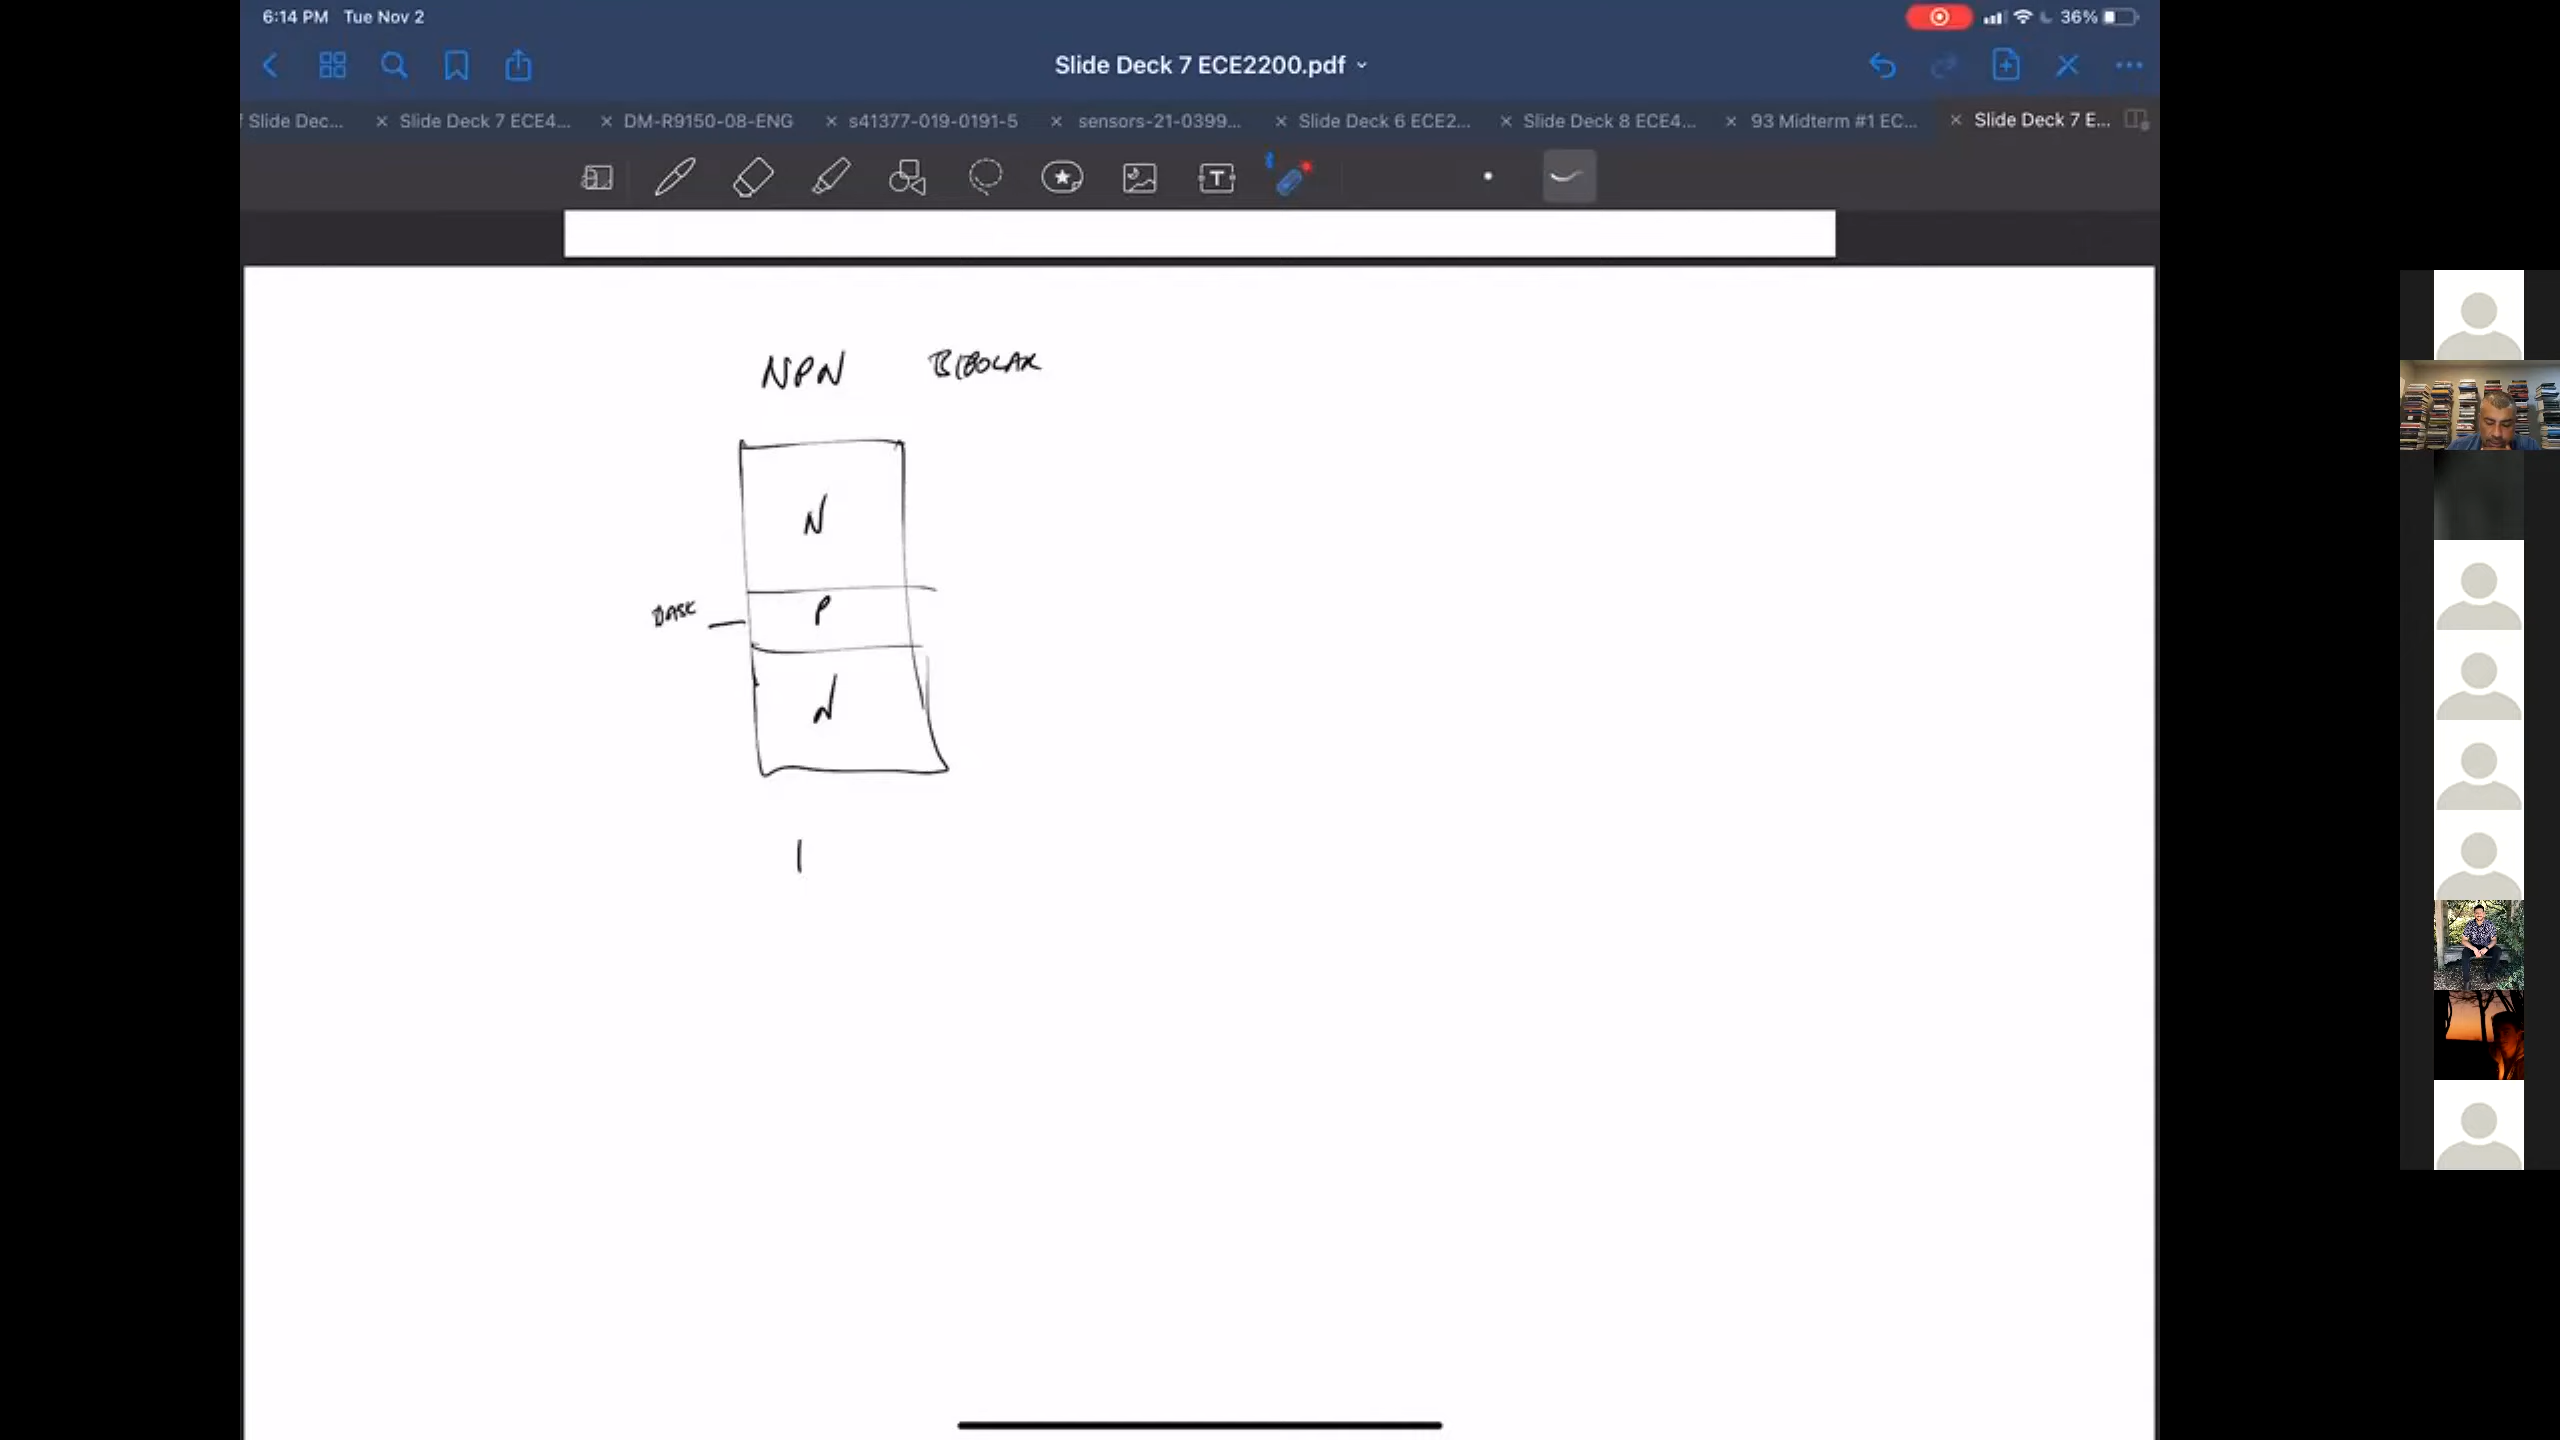 6:14 PM Tue Nov 2
36%
Slide Deck 7 ECE2200.pdf
f Slide Dec...
Slide Deck 7 ECE4...
DM-R9150-08-ENG
s41377-019-0191-5
sensors-21-0399...
Slide Deck 6 ECE2...
Slide Deck 8 ECE4...
93 Midterm #1 EC...
Slide Deck 7 E...
T
NPN BIPOLAR
N
BASE P
N